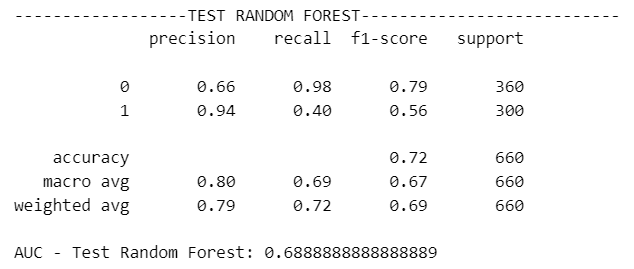 ------------------TEST RANDOM FOREST---------------------------
precision recall f1-score support
0 0.66 0.98 0.79 360
1 0.94 0.40 0.56 300
accuracy 0.72 660
macro avg 0.80 0.69 0.67 660
weighted avg 0.79 0.72 0.69 660
AUC - Test Random Forest: 0.6888888888888889